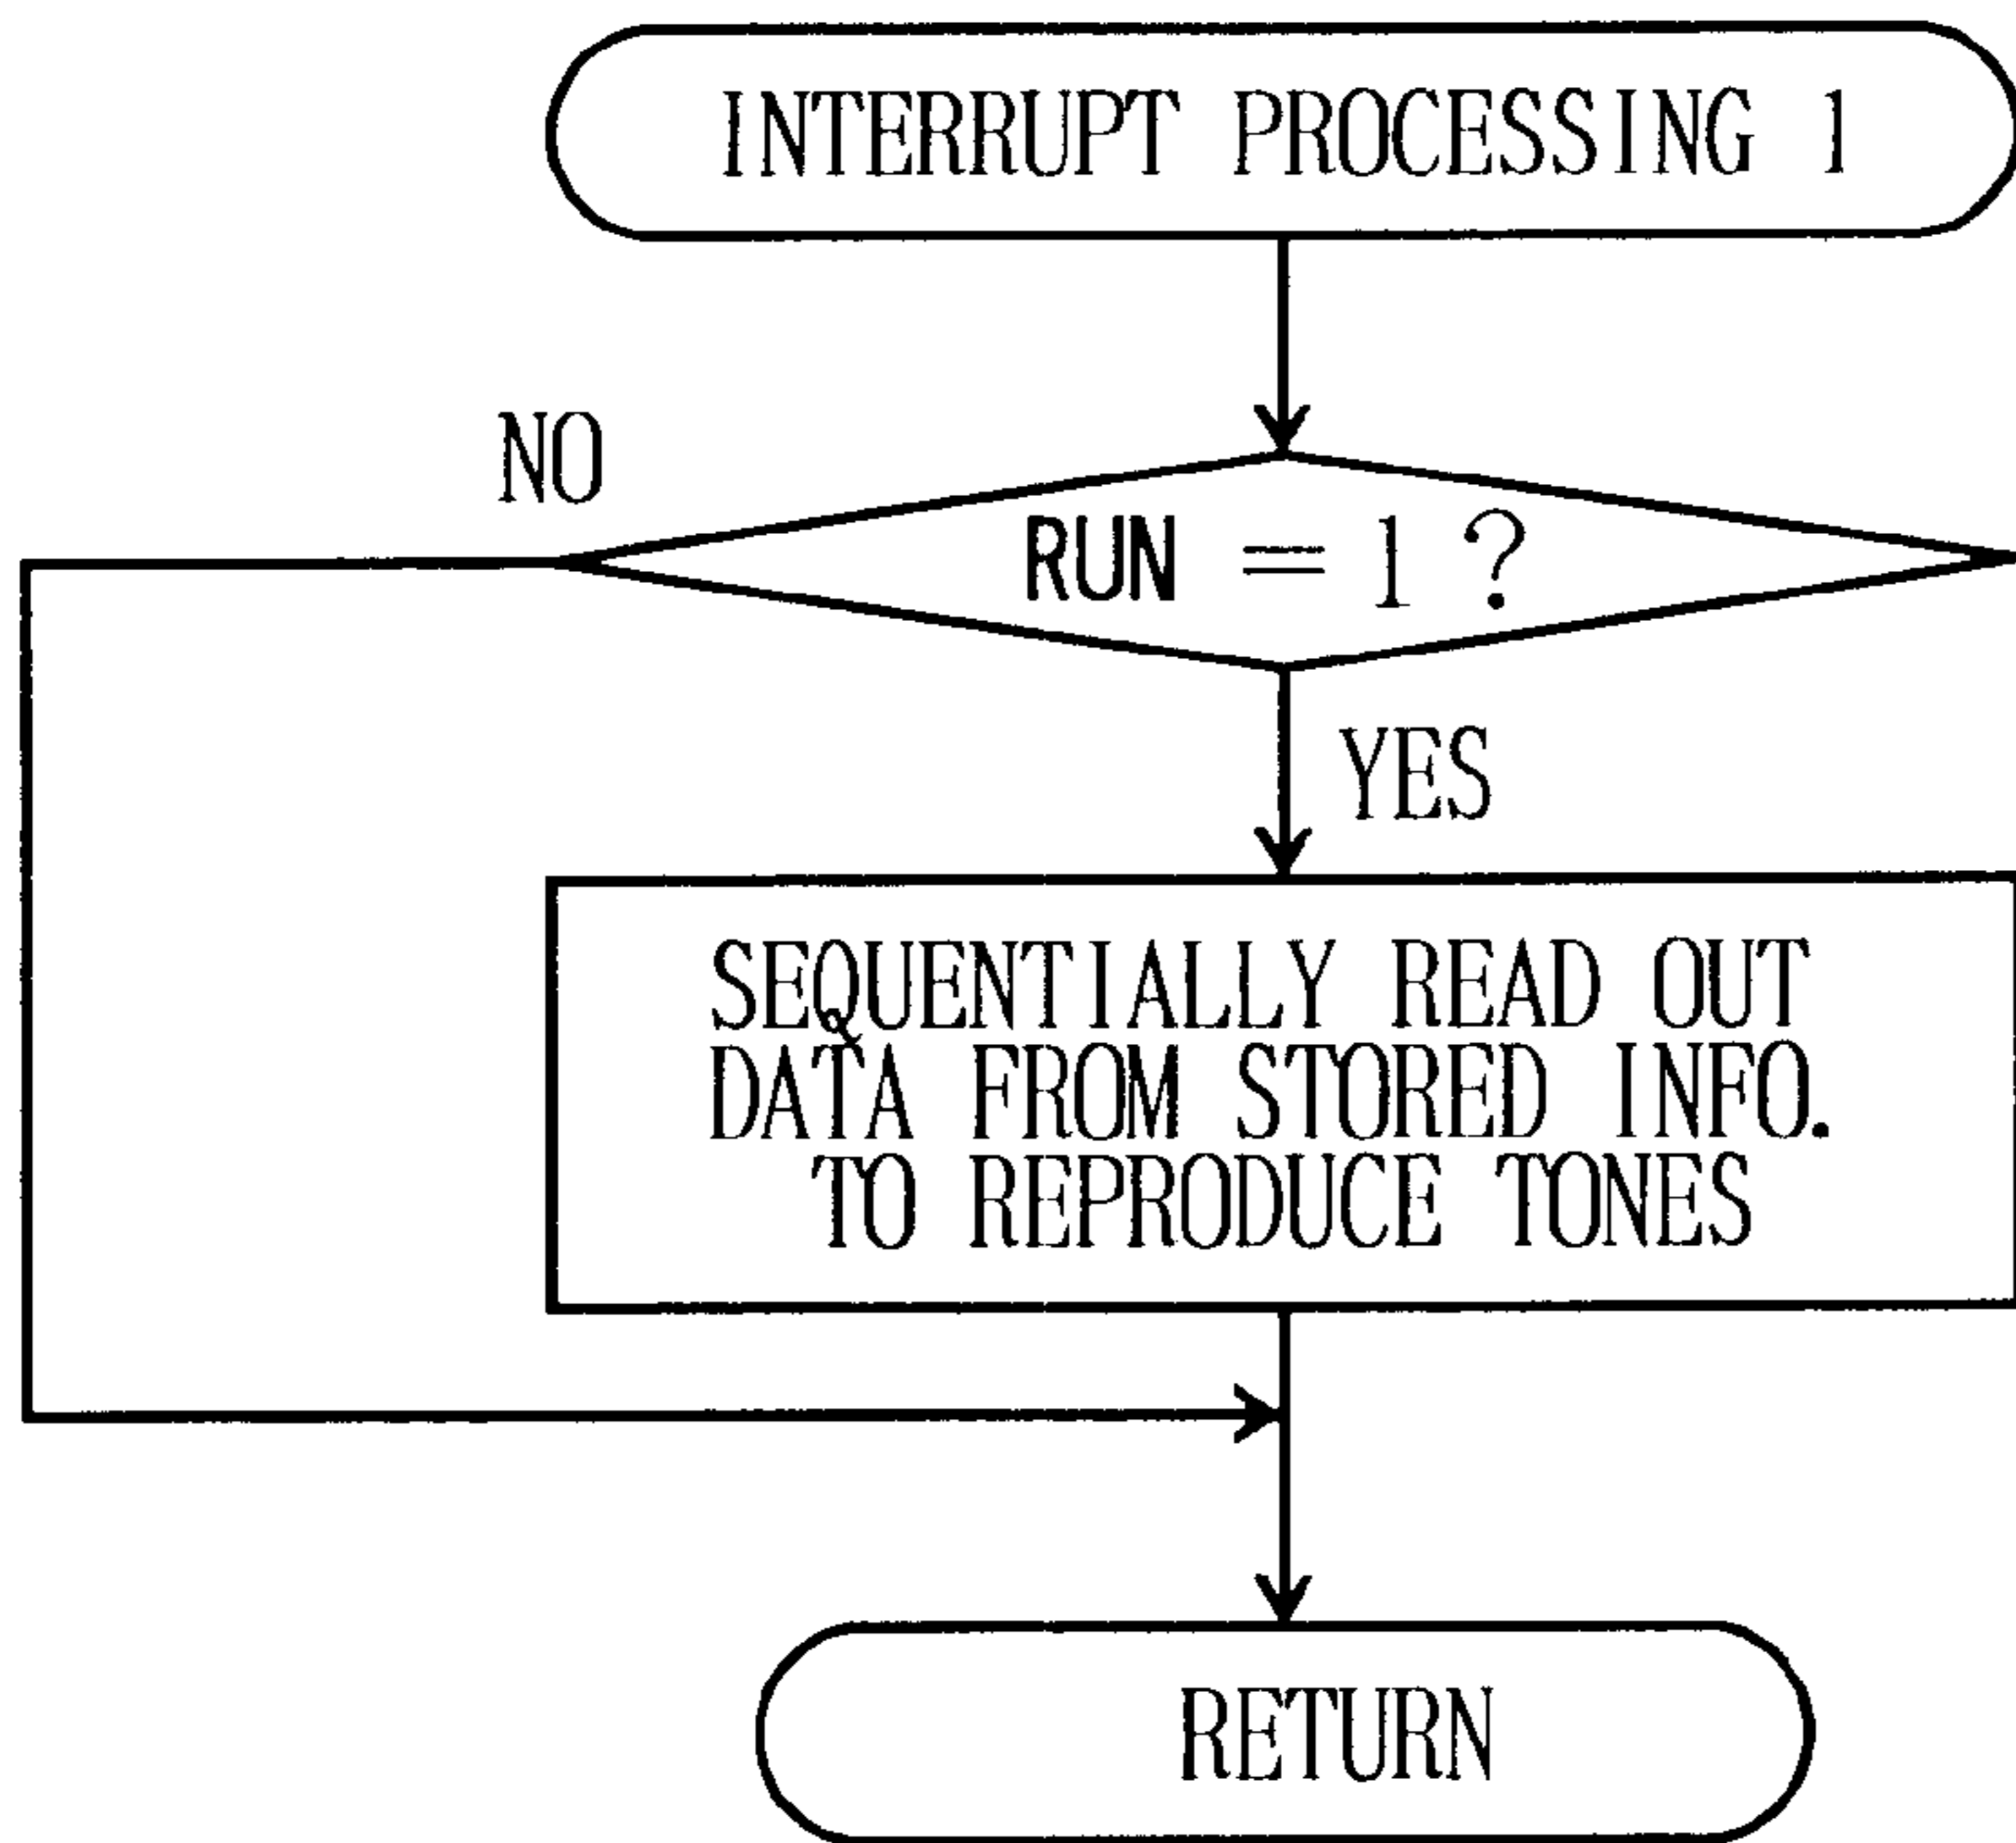 INTERRUPT PROCESSING 1
NO
RUN = 1 ?
YES
SEQUENTIALLY READ OUT
DATA FROM STORED INFO.
TO REPRODUCE TONES
RETURN